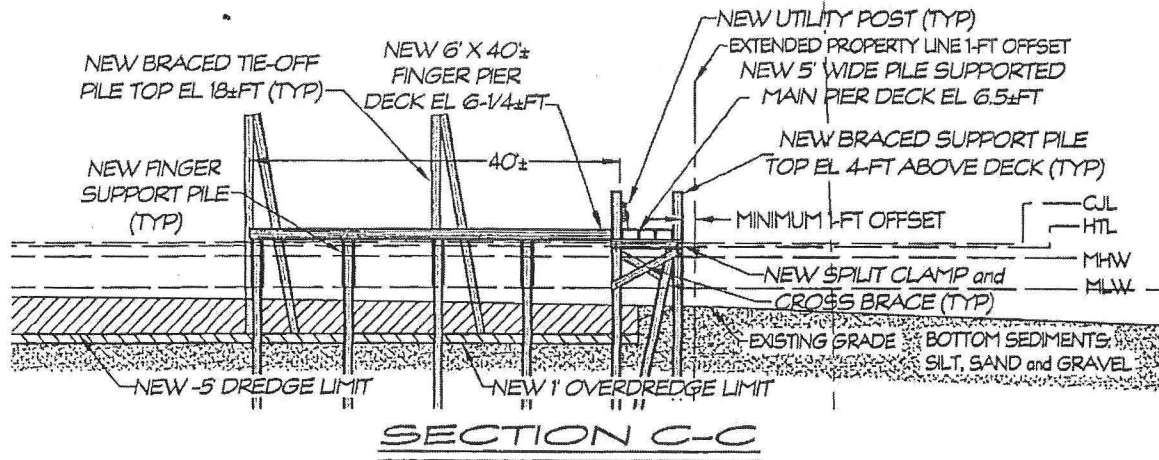 NEW UTILITY POST (TYP)
EXTENDED PROPERTY LINE 1-FT OFFSET
NEW 5' WIDE PILE SUPPORTED
MAIN PIER DECK EL 6.5±FT
NEW 6' X 40'±
FINGER PIER
DECK EL 6-1/4±FT
NEW BRACED TIE-OFF
PILE TOP EL 18±FT (TYP)
NEW BRACED SUPPORT PILE
TOP EL 4-FT ABOVE DECK (TYP)
40'±
NEW FINGER
SUPPORT PILE
(TYP)
MINIMUM 1-FT OFFSET
CJL
HTL
MHW
MLW
NEW SPILIT CLAMP and
CROSS BRACE (TYP)
EXISTING GRADE
BOTTOM SEDIMENTS;
SILT, SAND and GRAVEL
NEW -5' DREDGE LIMIT
NEW 1' OVERDREDGE LIMIT
SECTION C-C